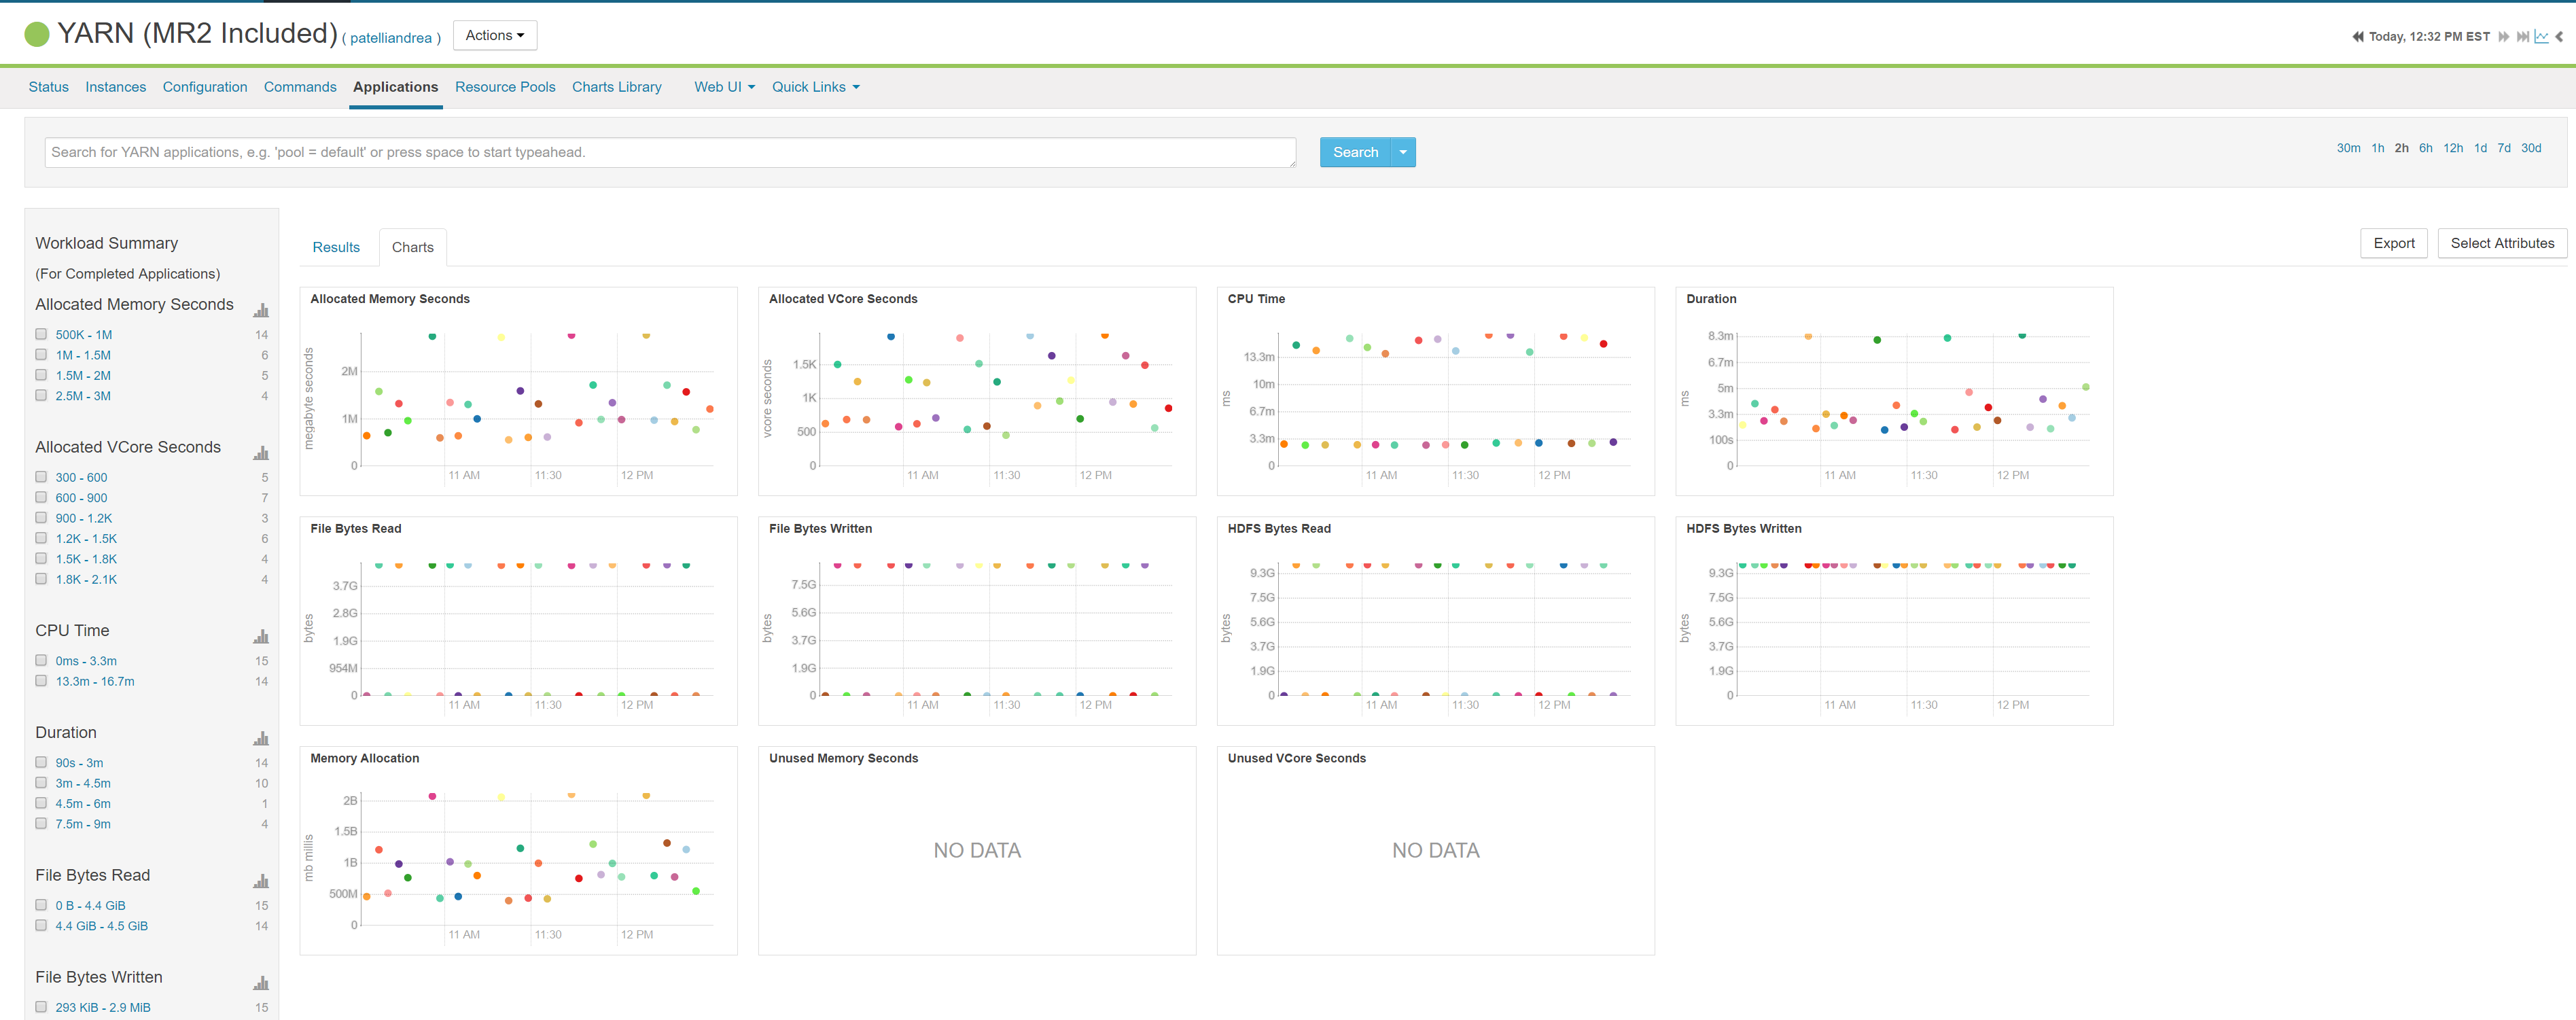 YARN (MR2 Included) ( patelliandrea ) Actions
Today, 12:32 PM EST
Status Instances Configuration Commands Applications Resource Pools Charts Library Web UI Quick Links
Search for YARN applications, e.g. 'pool = default' or press space to start typeahead.
Search
30m 1h 2h 6h 12h 1d 7d 30d
Workload Summary
(For Completed Applications)
Allocated Memory Seconds
500K - 1M 14
1M - 1.5M 6
1.5M - 2M 5
2.5M - 3M 4
Allocated VCore Seconds
300 - 600 5
600 - 900 7
900 - 1.2K 3
1.2K - 1.5K 6
1.5K - 1.8K 4
1.8K - 2.1K 4
CPU Time
0ms - 3.3m 15
13.3m - 16.7m 14
Duration
90s - 3m 14
3m - 4.5m 10
4.5m - 6m 1
7.5m - 9m 4
File Bytes Read
0 B - 4.4 GiB 15
4.4 GiB - 4.5 GiB 14
File Bytes Written
293 KiB - 2.9 MiB 15
Results Charts
Export Select Attributes
Allocated Memory Seconds
megabyte seconds
2M
1M
0
11 AM 11:30 12 PM
Allocated VCore Seconds
vcore seconds
1.5K
1K
500
0
11 AM 11:30 12 PM
CPU Time
ms
13.3m
10m
6.7m
3.3m
0
11 AM 11:30 12 PM
Duration
ms
8.3m
6.7m
5m
3.3m
100s
0
11 AM 11:30 12 PM
File Bytes Read
bytes
3.7G
2.8G
1.9G
954M
0
11 AM 11:30 12 PM
File Bytes Written
bytes
7.5G
5.6G
3.7G
1.9G
0
11 AM 11:30 12 PM
HDFS Bytes Read
bytes
9.3G
7.5G
5.6G
3.7G
1.9G
0
11 AM 11:30 12 PM
HDFS Bytes Written
bytes
9.3G
7.5G
5.6G
3.7G
1.9G
0
11 AM 11:30 12 PM
Memory Allocation
mb millis
2B
1.5B
1B
500M
0
11 AM 11:30 12 PM
Unused Memory Seconds
NO DATA
Unused VCore Seconds
NO DATA